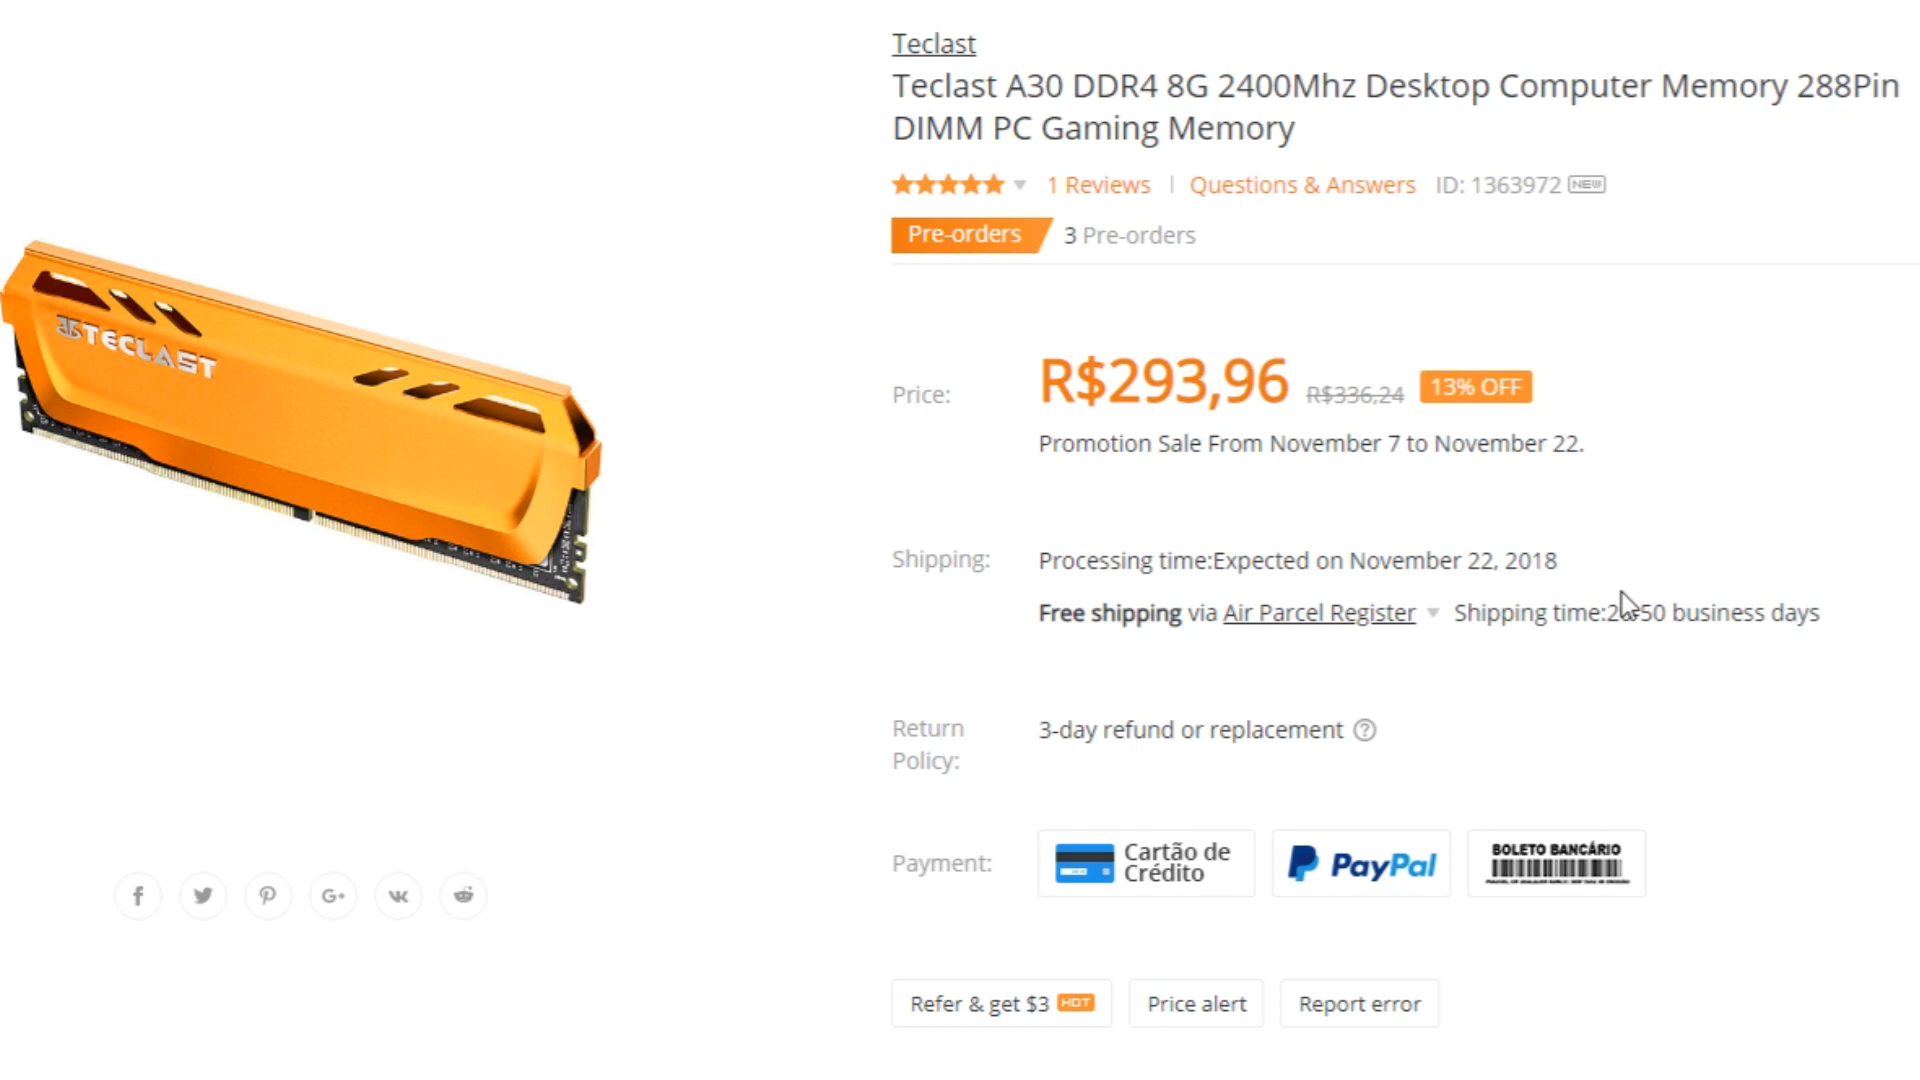 Teclast
Teclast A30 DDR4 8G 2400Mhz Desktop Computer Memory 288Pin
DIMM PC Gaming Memory
1 Reviews | Questions & Answers ID: 1363972 NEW
Pre-orders 3 Pre-orders
TECLAST
Price: R$293,96 R$336,24 13% OFF
Promotion Sale From November 7 to November 22.
Shipping: Processing time:Expected on November 22, 2018
Free shipping via Air Parcel Register Shipping time: business days
Return
Policy:
3-day refund or replacement ?
Payment:
Cartão de
Crédito
PayPal
BOLETO BANCÁRIO
Refer & get $3 HOT Price alert Report error